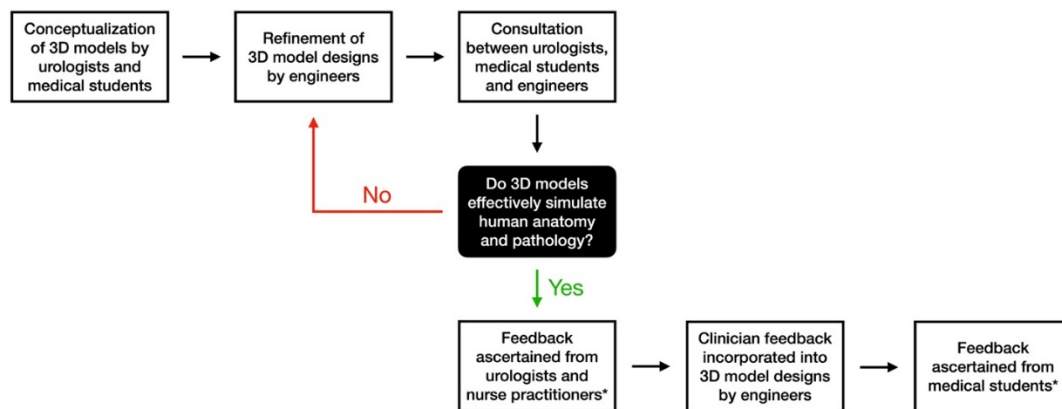 Conceptualization
of 3D models by
urologists and
medical students
Refinement of
3D model designs
by engineers
Consultation
between urologists,
medical students
and engineers
Do 3D models
effectively simulate
human anatomy
and pathology?
No
Yes
Feedback
ascertained from
urologists and
nurse practitioners*
Clinician feedback
incorporated into
3D model designs
by engineers
Feedback
ascertained from
medical students*